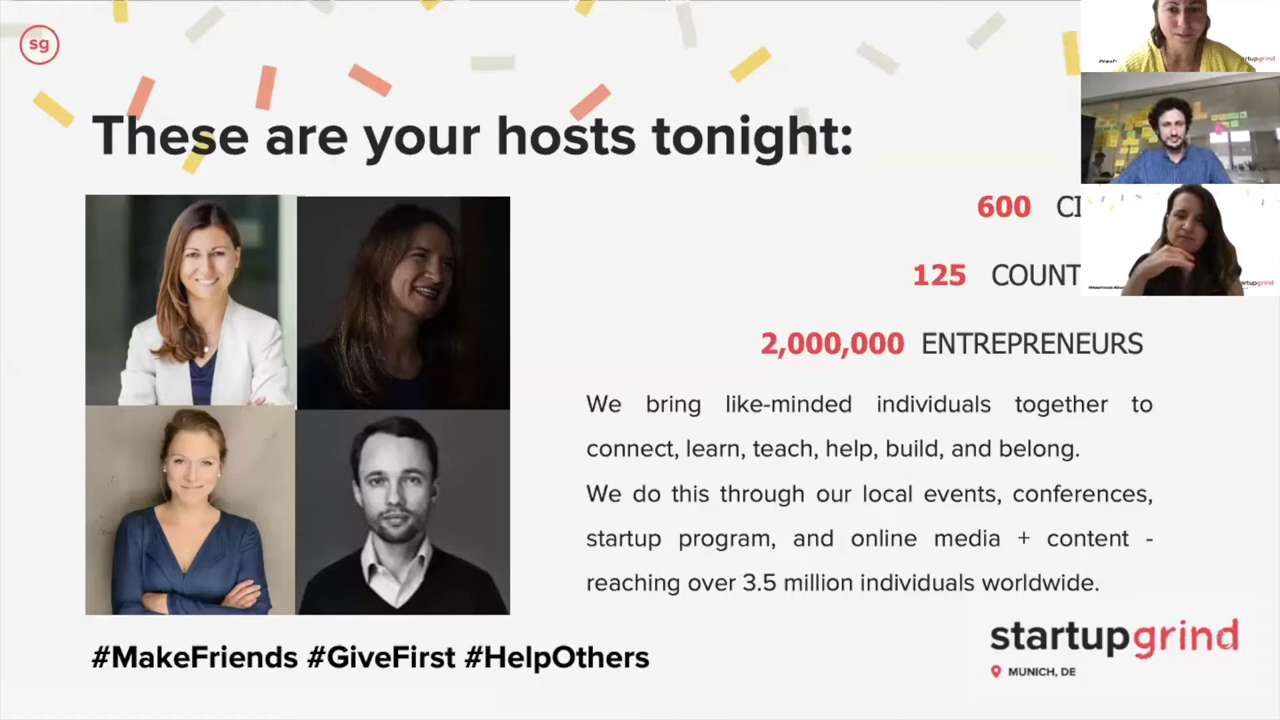 sg
These are your hosts tonight:
600 CI
125 COUNT
2,000,000 ENTREPRENEURS
We bring like-minded individuals together to
connect, learn, teach, help, build, and belong.
We do this through our local events, conferences,
startup program, and online media + content -
reaching over 3.5 million individuals worldwide.
startupgrind
MUNICH, DE
#MakeFriends #GiveFirst #HelpOthers